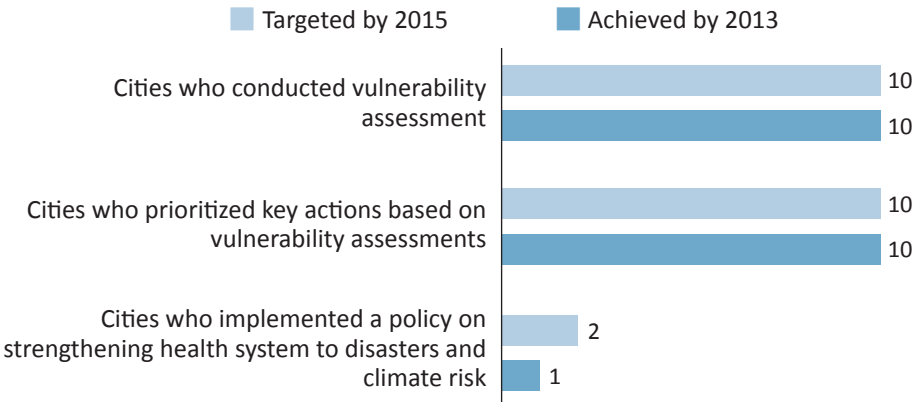 Targeted by 2015
Achieved by 2013
Cities who conducted vulnerability
assessment
10
10
Cities who prioritized key actions based on
vulnerability assessments
10
10
Cities who implemented a policy on
strengthening health system to disasters and
climate risk
2
1